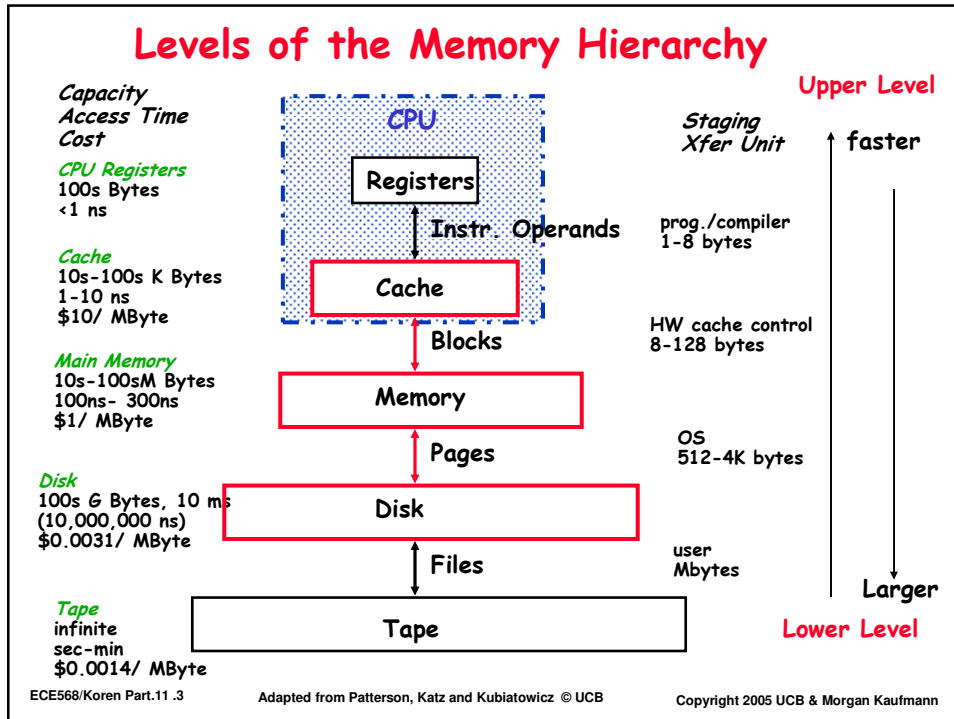 Levels of the Memory Hierarchy
Capacity
Access Time
Cost
CPU Registers
100s Bytes
<1 ns
Cache
10s-100s K Bytes
1-10 ns
$10/ MByte
Main Memory
10s-100sM Bytes
100ns- 300ns
$1/ MByte
Disk
100s G Bytes, 10 ms
(10,000,000 ns)
$0.0031/ MByte
Tape
infinite
sec-min
$0.0014/ MByte
CPU
Registers
Instr. Operands
Cache
Blocks
Memory
Pages
Disk
Files
Tape
Staging
Xfer Unit
prog./compiler
1-8 bytes
HW cache control
8-128 bytes
OS
512-4K bytes
user
Mbytes
Upper Level
faster
Larger
Lower Level
ECE568/Koren Part.11 .3
Adapted from Patterson, Katz and Kubiatowicz © UCB
Copyright 2005 UCB & Morgan Kaufmann